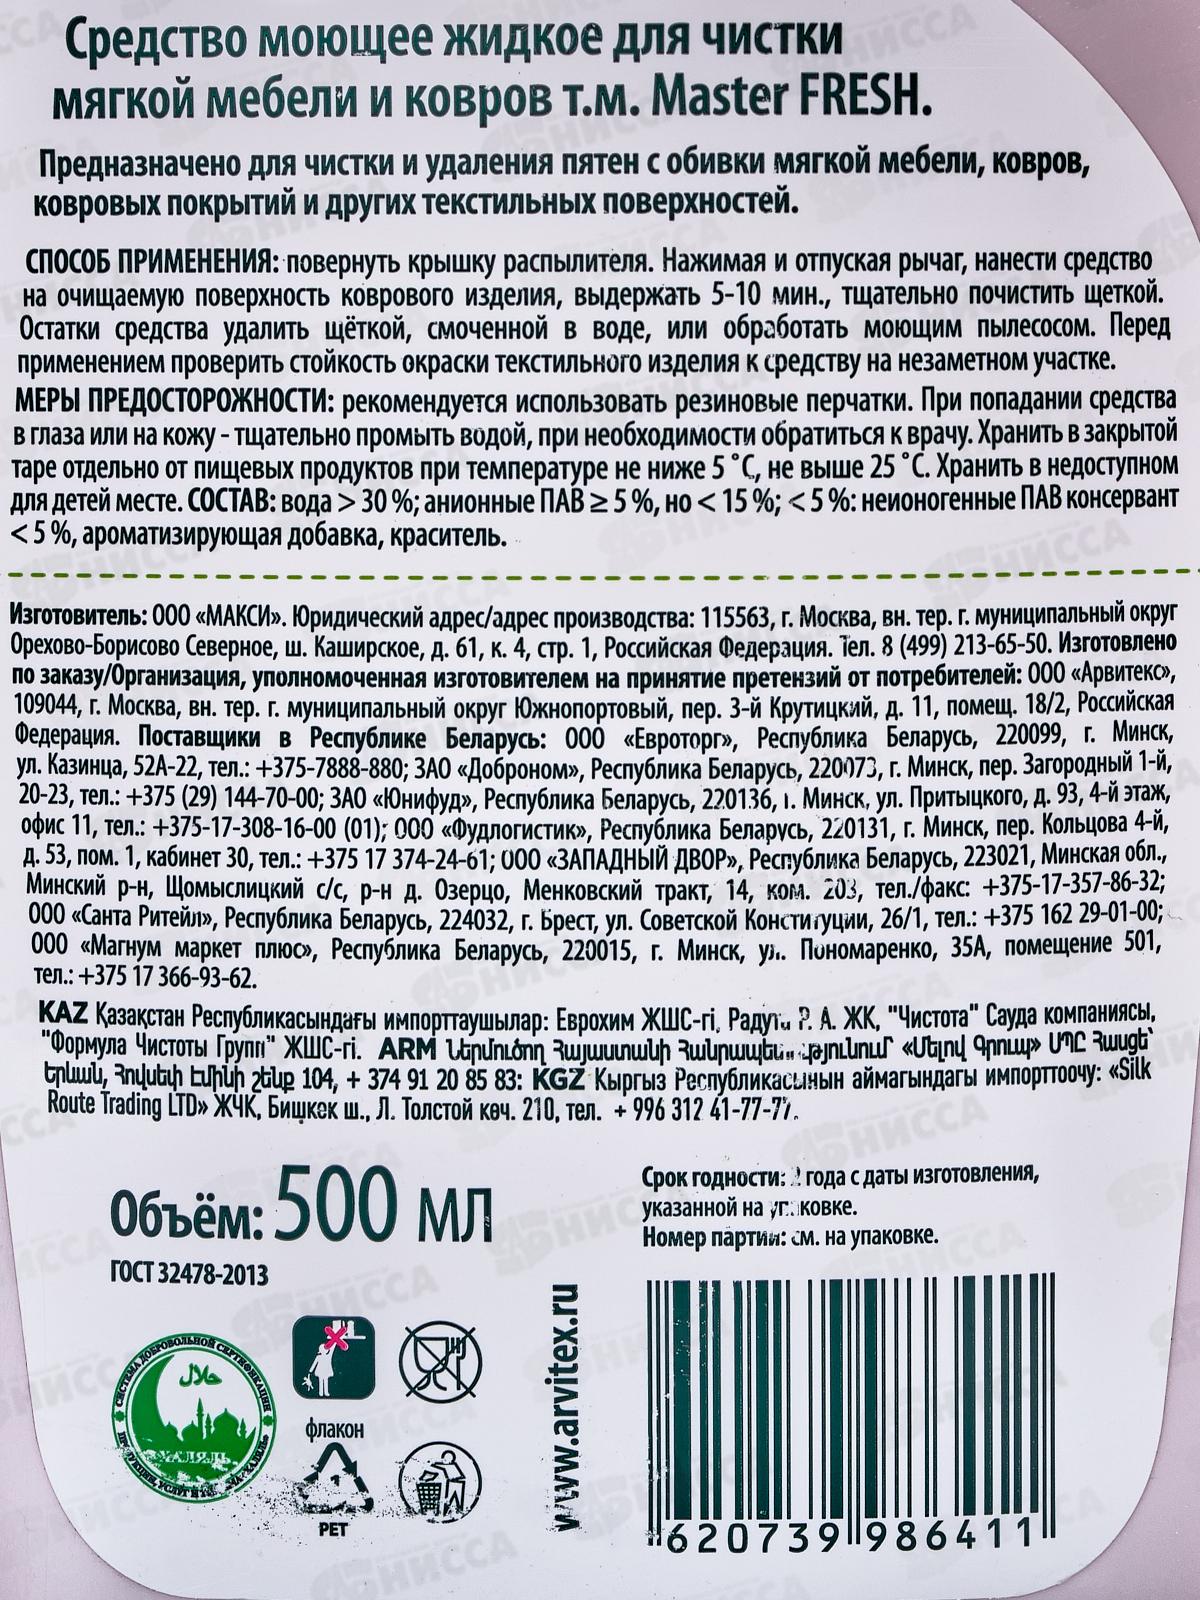 Средство моющее жидкое для чистки
мягкой мебели и ковров т.м. Master FRESH.
Предназначено для чистки и удаления пятен с обивки мягкой мебели, ковров,
ковровых покрытий и других текстильных поверхностей.
СПОСОБ ПРИМЕНЕНИЯ: повернуть крышку распылителя. Нажимая и отпуская рычаг, нанести средство
на очищаемую поверхность коврового изделия, выдержать 5-10 мин., тщательно почистить щеткой.
Остатки средства удалить щёткой, смоченной в воде, или обработать моющим пылесосом. Перед
применением проверить стойкость окраски текстильного изделия к средству на незаметном участке.
МЕРЫ ПРЕДОСТОРОЖНОСТИ: рекомендуется использовать резиновые перчатки. При попадании средства
в глаза или на кожу - тщательно промыть водой, при необходимости обратиться к врачу. Хранить в закрытой
таре отдельно от пищевых продуктов при температуре не ниже 5 °С, не выше 25 °С. Хранить в недоступном
для детей месте. СОСТАВ: вода > 30 %; анионные ПАВ ≥ 5 %, но < 15 %; < 5 %: неионогенные ПАВ консервант
< 5 %, ароматизирующая добавка, краситель.
Изготовитель: ООО «МАКСИ». Юридический адрес/адрес производства: 115563, г. Москва, вн. тер. г. муниципальный округ
Орехово-Борисово Северное, ш. Каширское, д. 61, к. 4, стр. 1, Российская Федерация. Тел. 8 (499) 213-65-50. Изготовлено
по заказу/Организация, уполномоченная изготовителем на принятие претензий от потребителей: ООО «Арвитекс»,
109044, г. Москва, вн. тер. г. муниципальный округ Южнопортовый, пер. 3-й Крутицкий, д. 11, помещ. 18/2, Российская
Федерация. Поставщики в Республике Беларусь: ООО «Евроторг», Республика Беларусь, 220099, г. Минск,
ул. Казинца, 52А-22, тел.: +375-7888-880; ЗАО «Доброном», Республика Беларусь, 220073, г. Минск, пер. Загородный 1-й,
20-23, тел.: +375 (29) 144-70-00; ЗАО «Юнифуд», Республика Беларусь, 220136, г. Минск, ул. Притыцкого, д. 93, 4-й этаж,
офис 11, тел.: +375-17-308-16-00 (01); ООО «Фудлогистик», Республика Беларусь, 220131, г. Минск, пер. Кольцова 4-й,
д. 53, пом. 1, кабинет 30, тел.: +375 17 374-24-61; ООО «ЗАПАДНЫЙ ДВОР», Республика Беларусь, 223021, Минская обл.,
Минский р-н, Щомыслицкий с/с, р-н д. Озерцо, Менковский тракт, 14, ком. 203, тел./факс: +375-17-357-86-32;
ООО «Санта Ритейл», Республика Беларусь, 224032, г. Брест, ул. Советской Конституции, 26/1, тел.: +375 162 29-01-00;
ООО «Магнум маркет плюс», Республика Беларусь, 220015, г. Минск, ул. Пономаренко, 35А, помещение 501,
тел.: +375 17 366-93-62.
KAZ Қазақстан Республикасындағы импорттаушылар: Еврохим ЖШС-гі, Радута Р. А. ЖК, "Чистота" Сауда компаниясы,
"Формула Чистоты Групп" ЖШС-гі. ARM Ներմուծող Հայաստանի «Մելով Գրուպ» ՍՊԸ Հասցե՝
Երևան, Հովսեփ Էմինի շենք 104, + 374 91 20 85 83: KGZ Кыргыз Республикасынын аймагындагы импорттоочу: «Silk
Route Trading LTD» ЖЧК, Бишкек ш., Л. Толстой көч. 210, тел. + 996 312 41-77-77.
Объём: 500 мл
ГОСТ 32478-2013
Срок годности: 2 года с даты изготовления,
указанной на упаковке.
Номер партии: см. на упаковке.
СИСТЕМА ДОБРОВОЛЬНОЙ СЕРТИФИКАЦИИ
حلال
ХАЛЯЛЬ
флакон
1
PET
www.arvitex.ru
4620739986411